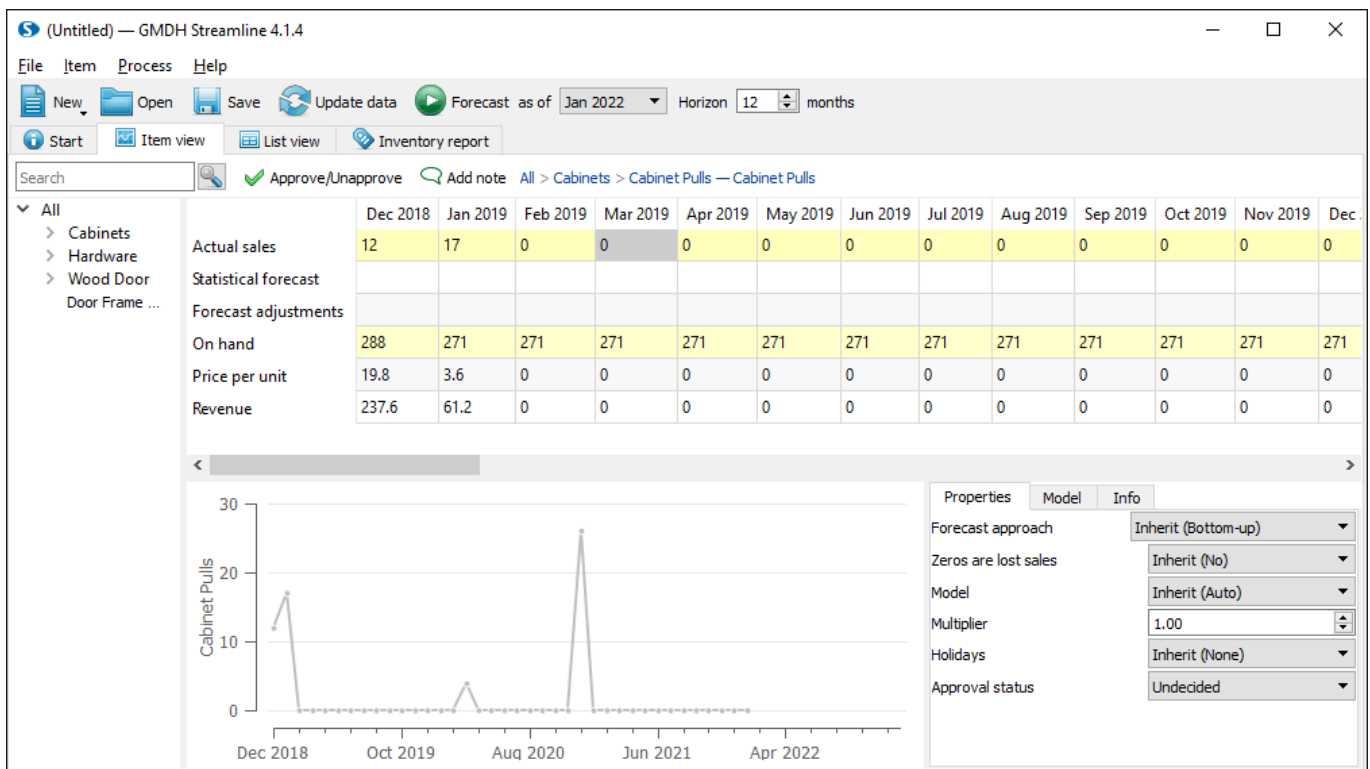 (Untitled) — GMDH Streamline 4.1.4
File Item Process Help
New Open Save Update data Forecast as of Jan 2022 Horizon 12 months
Start Item view List view Inventory report
Search Approve/Unapprove Add note All > Cabinets > Cabinet Pulls — Cabinet Pulls
All
Cabinets
Hardware
Wood Door
Door Frame ...
Dec 2018 Jan 2019 Feb 2019 Mar 2019 Apr 2019 May 2019 Jun 2019 Jul 2019 Aug 2019 Sep 2019 Oct 2019 Nov 2019 Dec
Actual sales 12 17 0 0 0 0 0 0 0 0 0 0 0
Statistical forecast
Forecast adjustments
On hand 288 271 271 271 271 271 271 271 271 271 271 271 271
Price per unit 19.8 3.6 0 0 0 0 0 0 0 0 0 0 0
Revenue 237.6 61.2 0 0 0 0 0 0 0 0 0 0 0
Cabinet Pulls
30
20
10
0
Dec 2018 Oct 2019 Aug 2020 Jun 2021 Apr 2022
Properties Model Info
Forecast approach Inherit (Bottom-up)
Zeros are lost sales Inherit (No)
Model Inherit (Auto)
Multiplier 1.00
Holidays Inherit (None)
Approval status Undecided